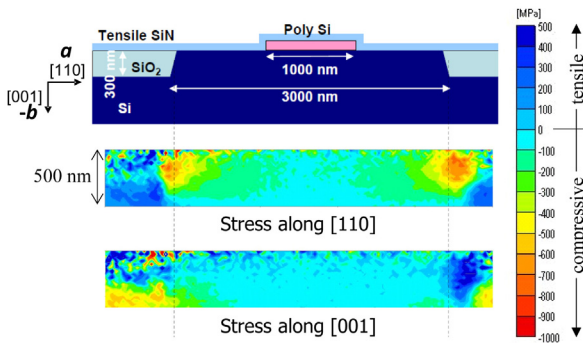 Tensile SiN
Poly Si
a
[110]
SiO2
300 nm
1000 nm
[001]
-b
3000 nm
Si
500 nm
Stress along [110]
Stress along [001]
[MPa]
500
400
300
200
100
0
-100
-200
-300
-400
-500
-600
-700
-800
-900
-1000
tensile
compressive